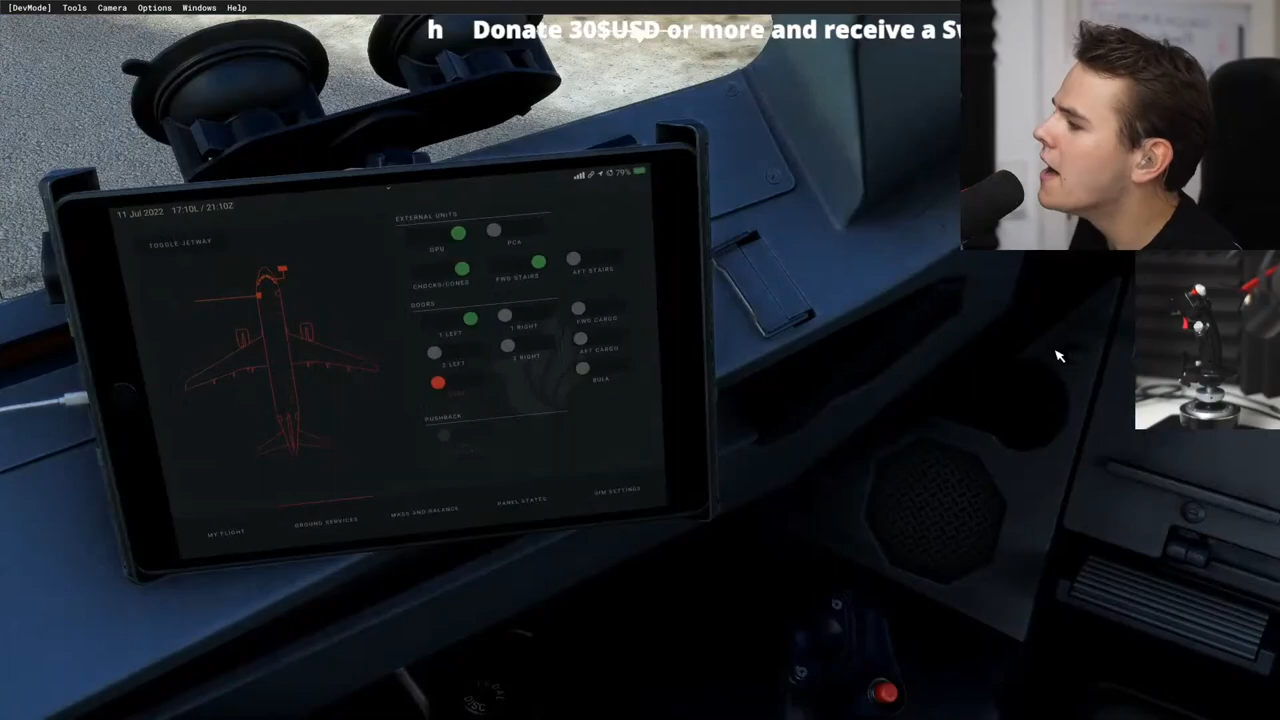 [DevMode] Tools Camera Options Windows Help
h Donate 30$USD or more and receive a Sw
11 Jul 2022 17:10L / 21:10Z
79%
TOGGLE JETWAY
EXTERNAL UNITS
GPU
PCA
CHOCKS/CONES
FWD STAIRS
AFT STAIRS
DOORS
1 LEFT
1 RIGHT
FWD CARGO
2 LEFT
2 RIGHT
AFT CARGO
BULK
PUSHBACK
MY FLIGHT
GROUND SERVICES
MASS AND BALANCE
PANEL STATES
SIM SETTINGS
DISC